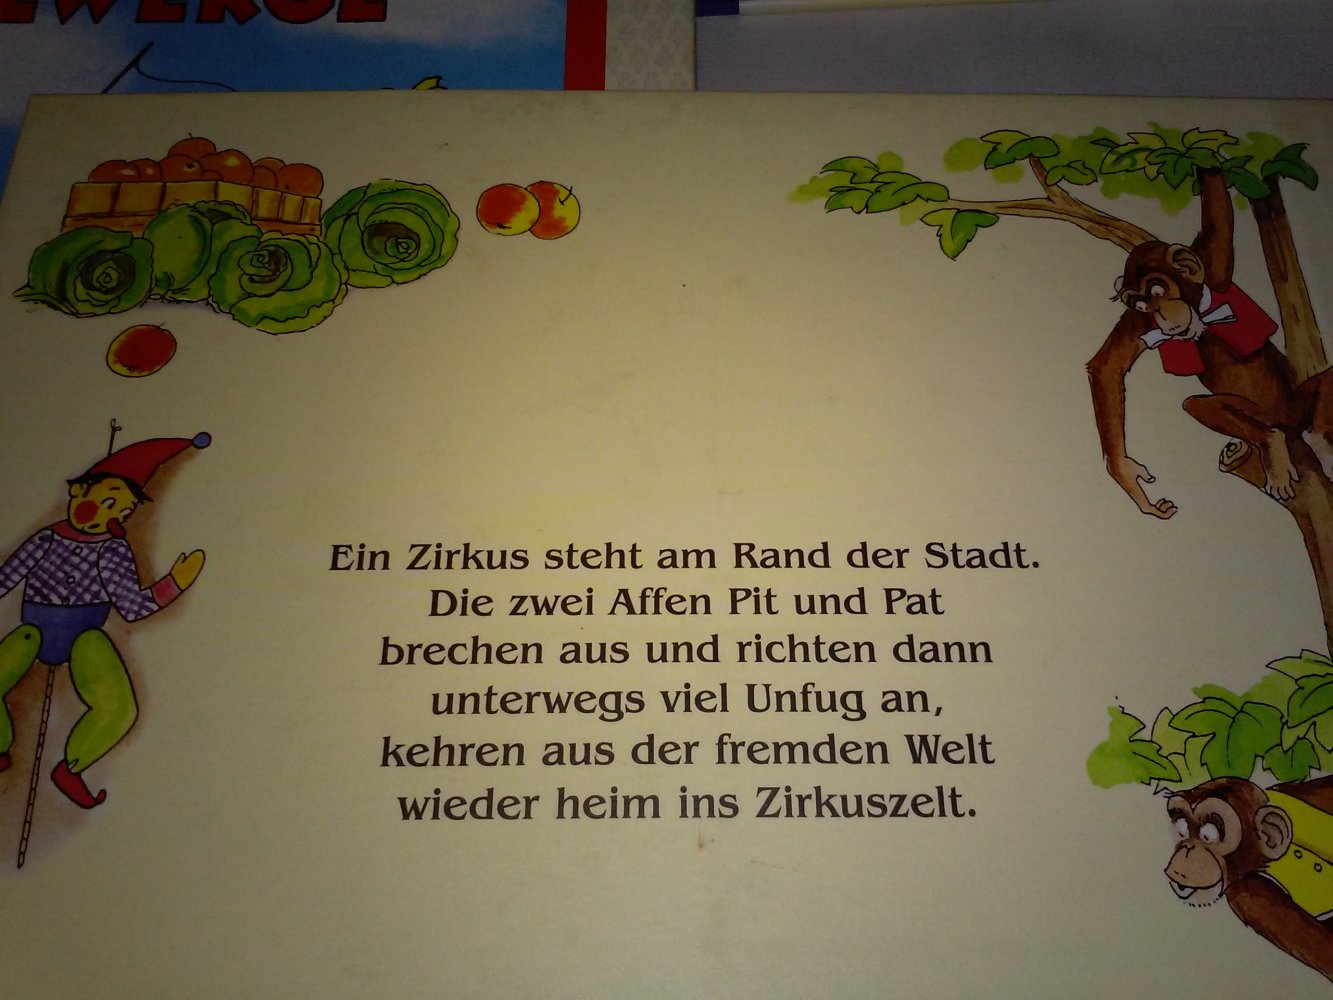 Ein Zirkus steht am Rand der Stadt.
Die zwei Affen Pit und Pat
brechen aus und richten dann
unterwegs viel Unfug an,
kehren aus der fremden Welt
wieder heim ins Zirkuszelt.